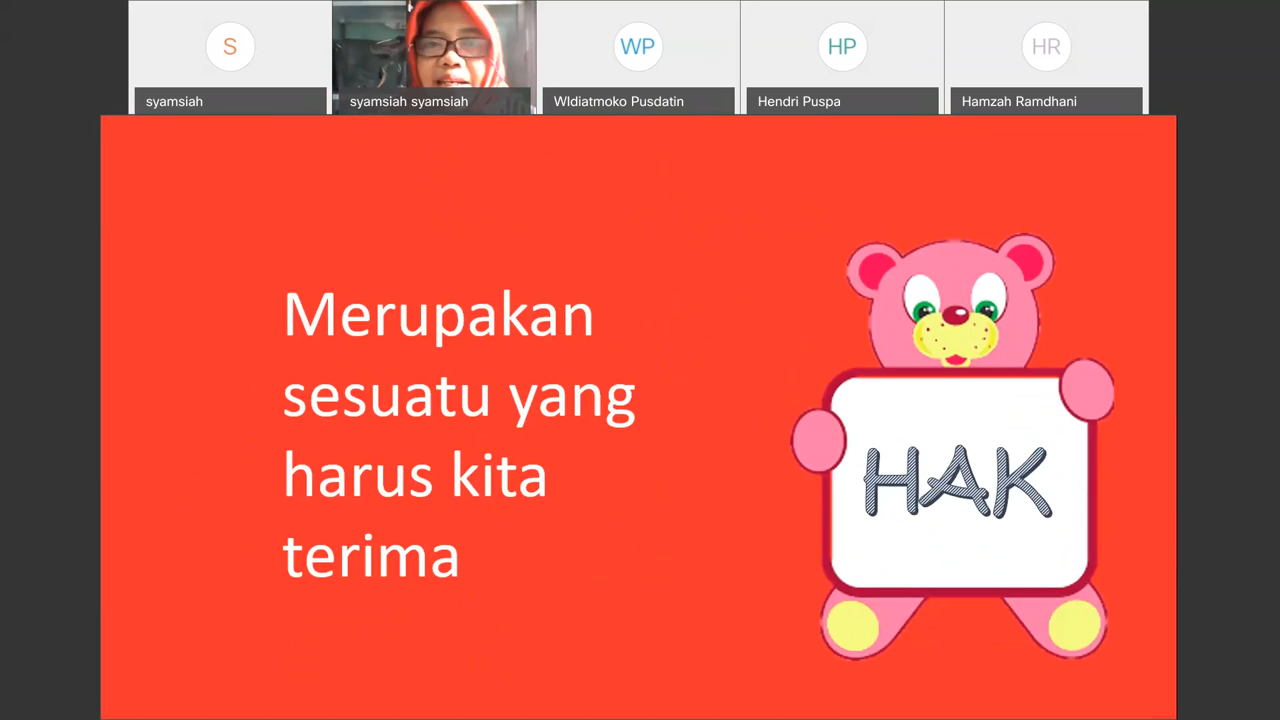 S
WP
HP
HR
syamsiah
syamsiah syamsiah
WIdiatmoko Pusdatin
Hendri Puspa
Hamzah Ramdhani
Merupakan
sesuatu yang
harus kita
terima
HAK